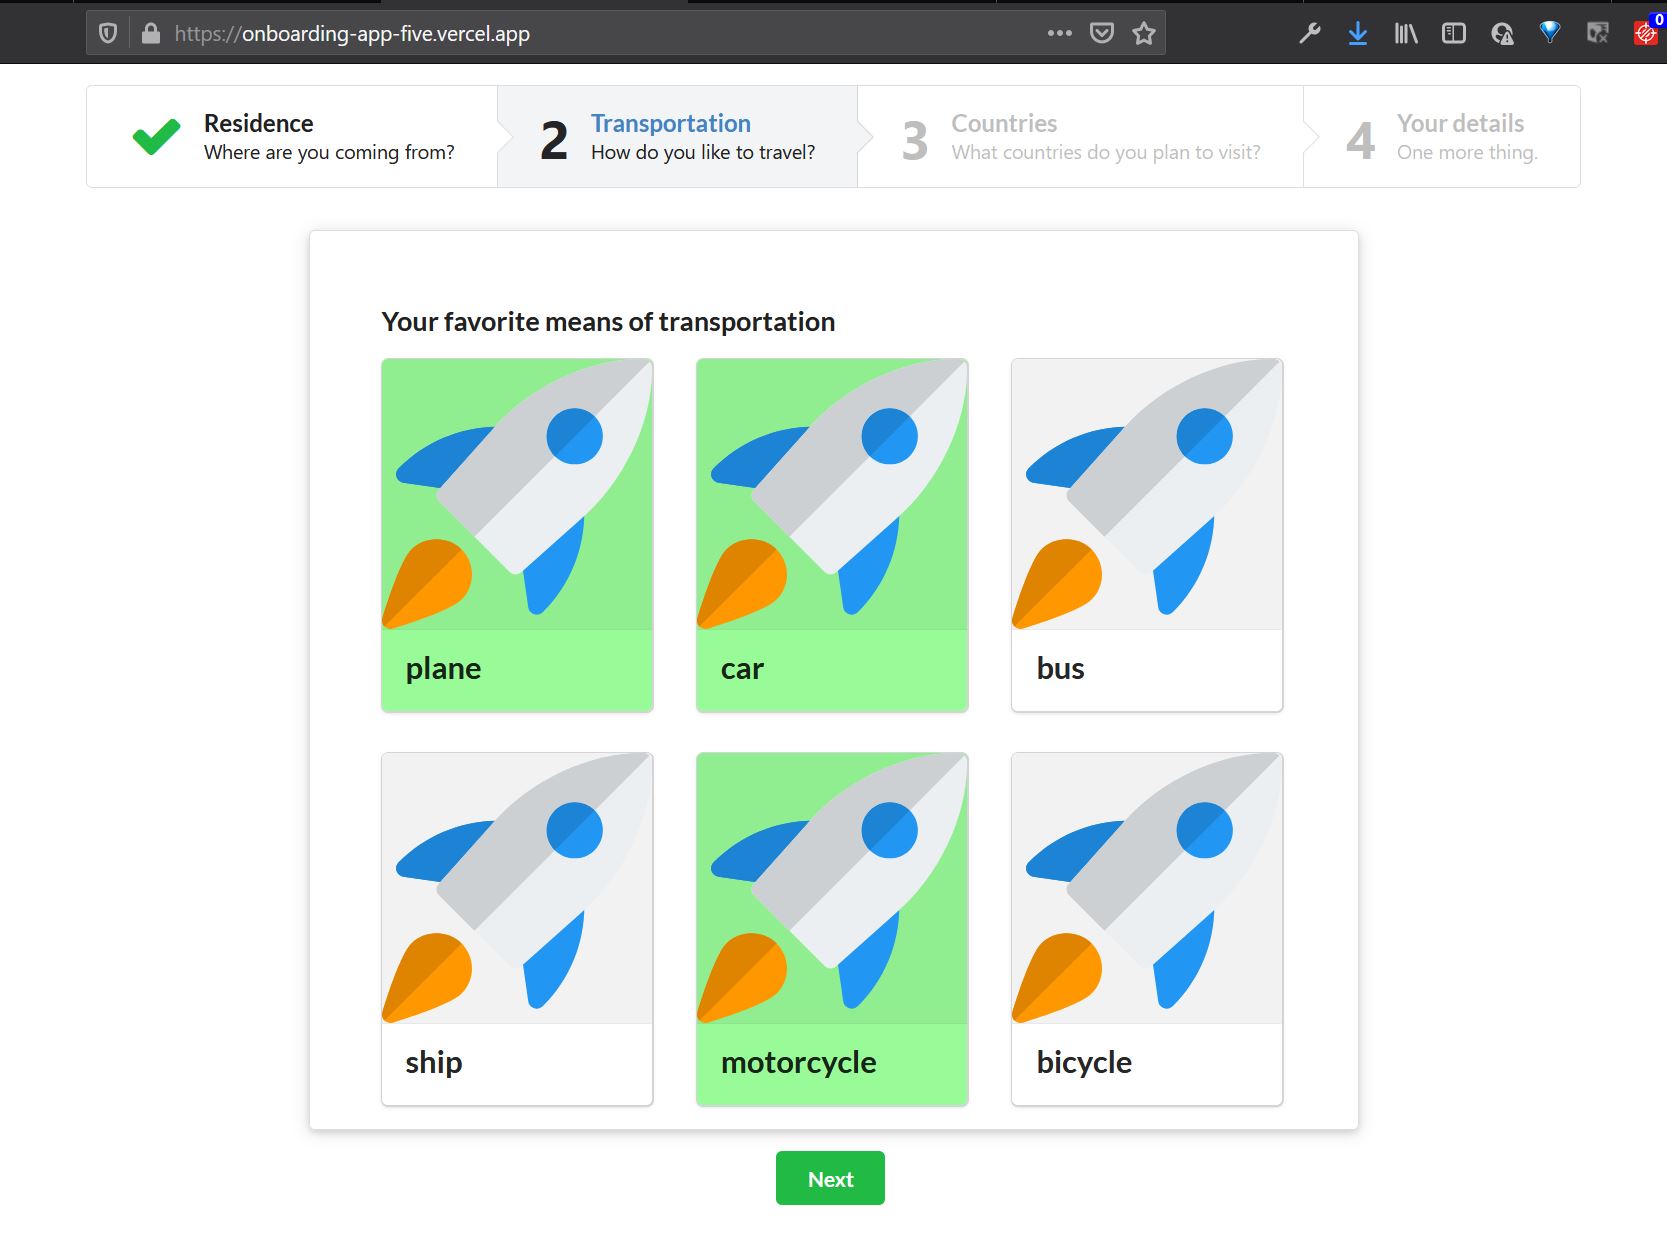 https://onboarding-app-five.vercel.app
0
Residence
Where are you coming from?
2
Transportation
How do you like to travel?
3
Countries
What countries do you plan to visit?
4
Your details
One more thing.
Your favorite means of transportation
plane
car
bus
ship
motorcycle
bicycle
Next